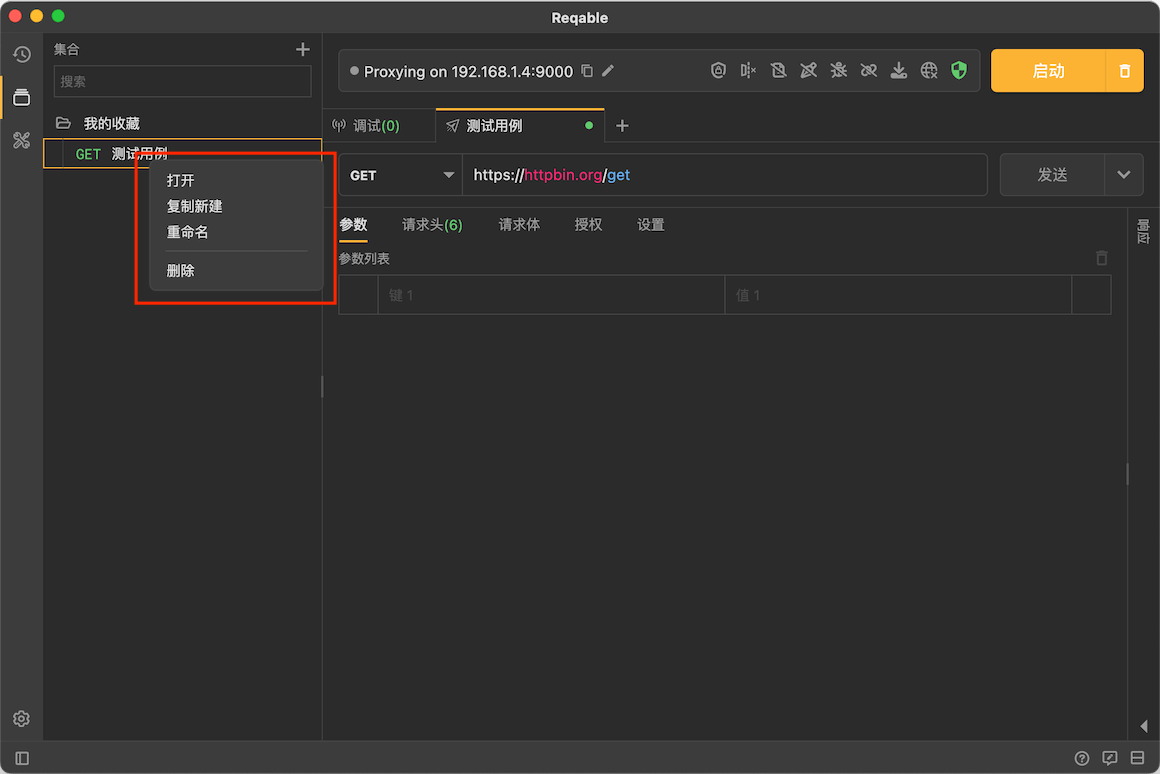 Reqable
集合
搜索
我的收藏
GET 测试用例
打开
复制新建
重命名
删除
Proxying on 192.168.1.4:9000
启动
调试(0)
测试用例
GET
https://httpbin.org/get
发送
参数
请求头(6)
请求体
授权
设置
参数列表
键 1
值 1
响应